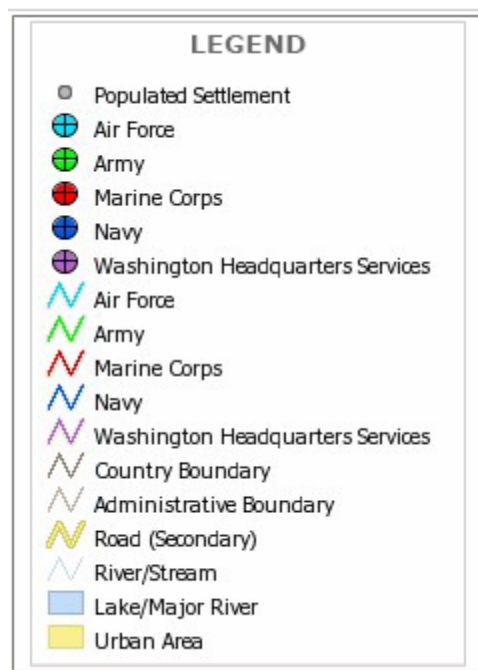 LEGEND
Populated Settlement
Air Force
Army
Marine Corps
Navy
Washington Headquarters Services
Air Force
Army
Marine Corps
Navy
Washington Headquarters Services
Country Boundary
Administrative Boundary
Road (Secondary)
River/Stream
Lake/Major River
Urban Area